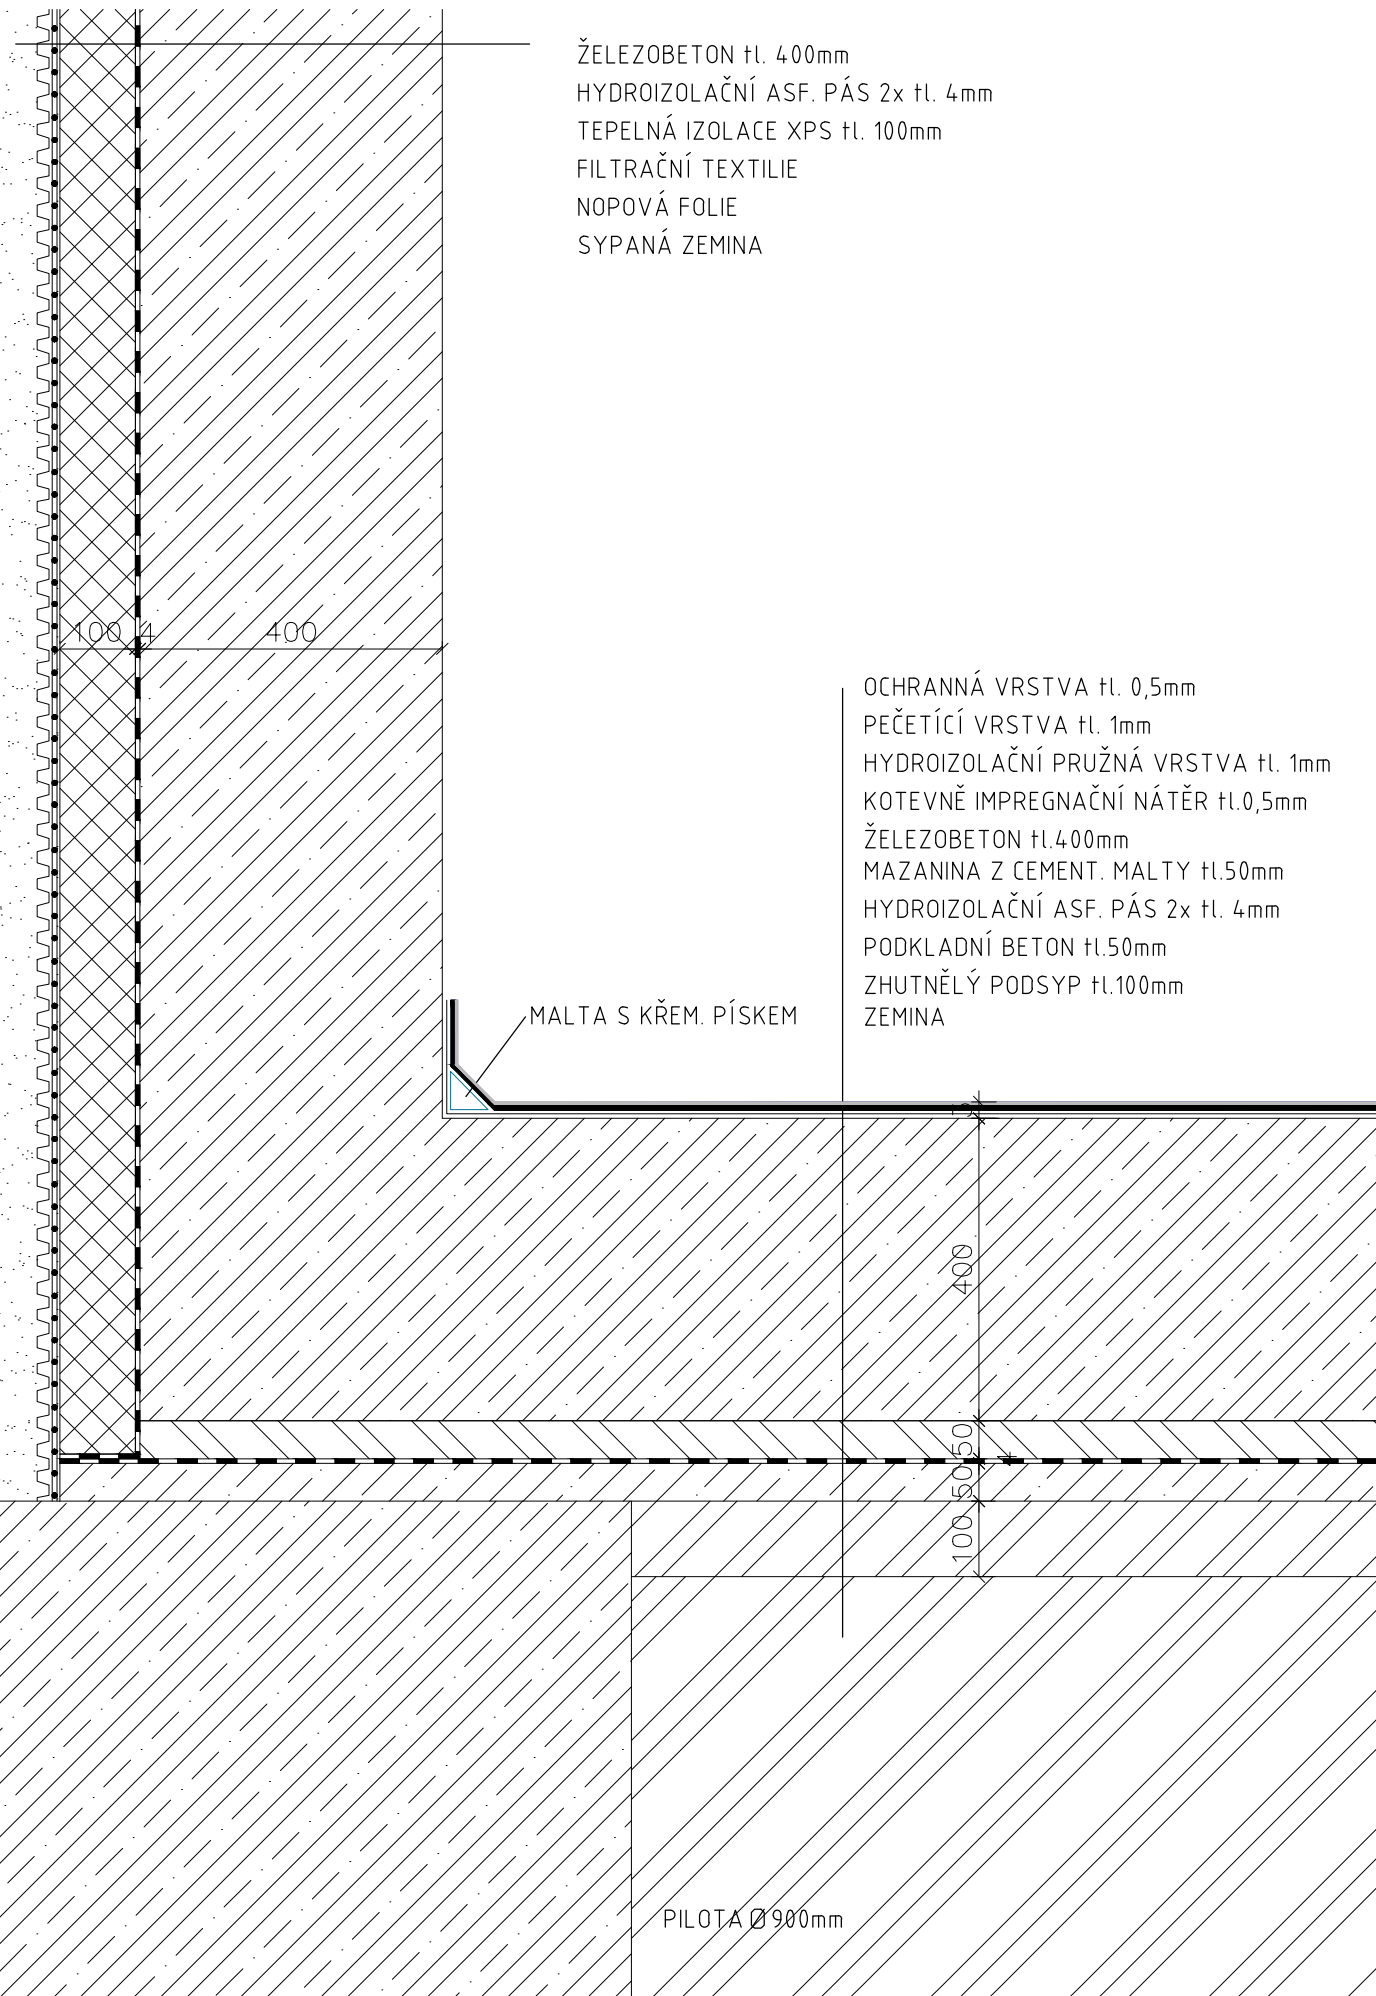 ŽELEZOBETON tl. 400mm
HYDROIZOLAČNÍ ASF. PÁS 2x tl. 4mm
TEPELNÁ IZOLACE XPS tl. 100mm
FILTRAČNÍ TEXTILIE
NOPOVÁ FOLIE
SYPANÁ ZEMINA
100 4 400
OCHRANNÁ VRSTVA tl. 0,5mm
PEČETÍCÍ VRSTVA tl. 1mm
HYDROIZOLAČNÍ PRUŽNÁ VRSTVA tl. 1mm
KOTEVNĚ IMPREGNAČNÍ NÁTĚR tl.0,5mm
ŽELEZOBETON tl.400mm
MAZANINA Z CEMENT. MALTY tl.50mm
HYDROIZOLAČNÍ ASF. PÁS 2x tl. 4mm
PODKLADNÍ BETON tl.50mm
ZHUTNĚLÝ PODSYP tl.100mm
ZEMINA
MALTA S KŘEM. PÍSKEM
400
50
4
50
100
PILOTA Ø900mm